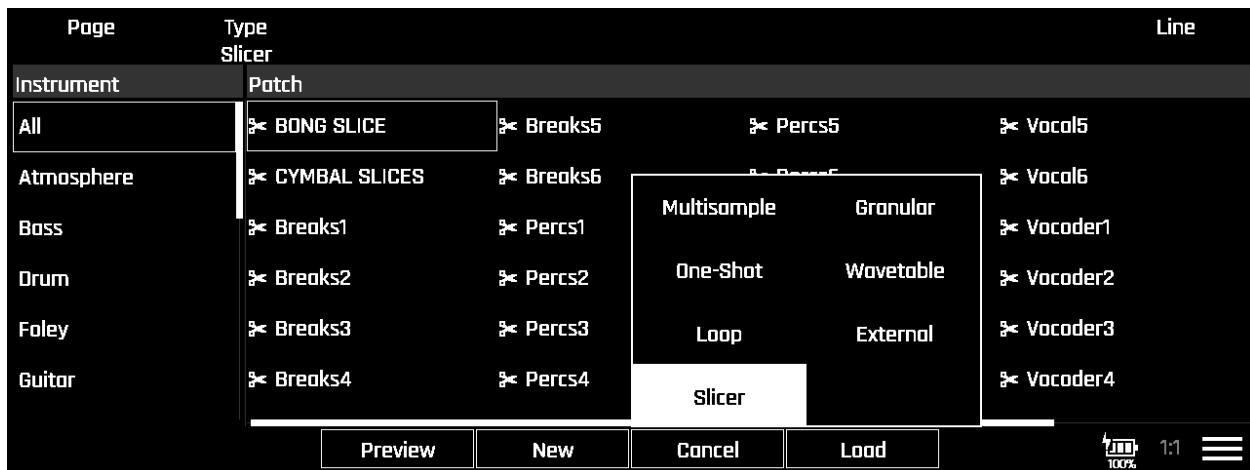 Page Type Line
Slicer
Instrument Patch
All BONG SLICE Breaks5 Percs5 Vocal5
Atmosphere CYMBAL SLICES Breaks6 Vocal6
Multisample Granular
Bass Breaks1 Percs1 Vocoder1
One-Shot Wavetable
Drum Breaks2 Percs2 Vocoder2
Foley Breaks3 Percs3 Loop External Vocoder3
Guitar Breaks4 Percs4 Vocoder4
Slicer
Preview New Cancel Load 1:1
100%